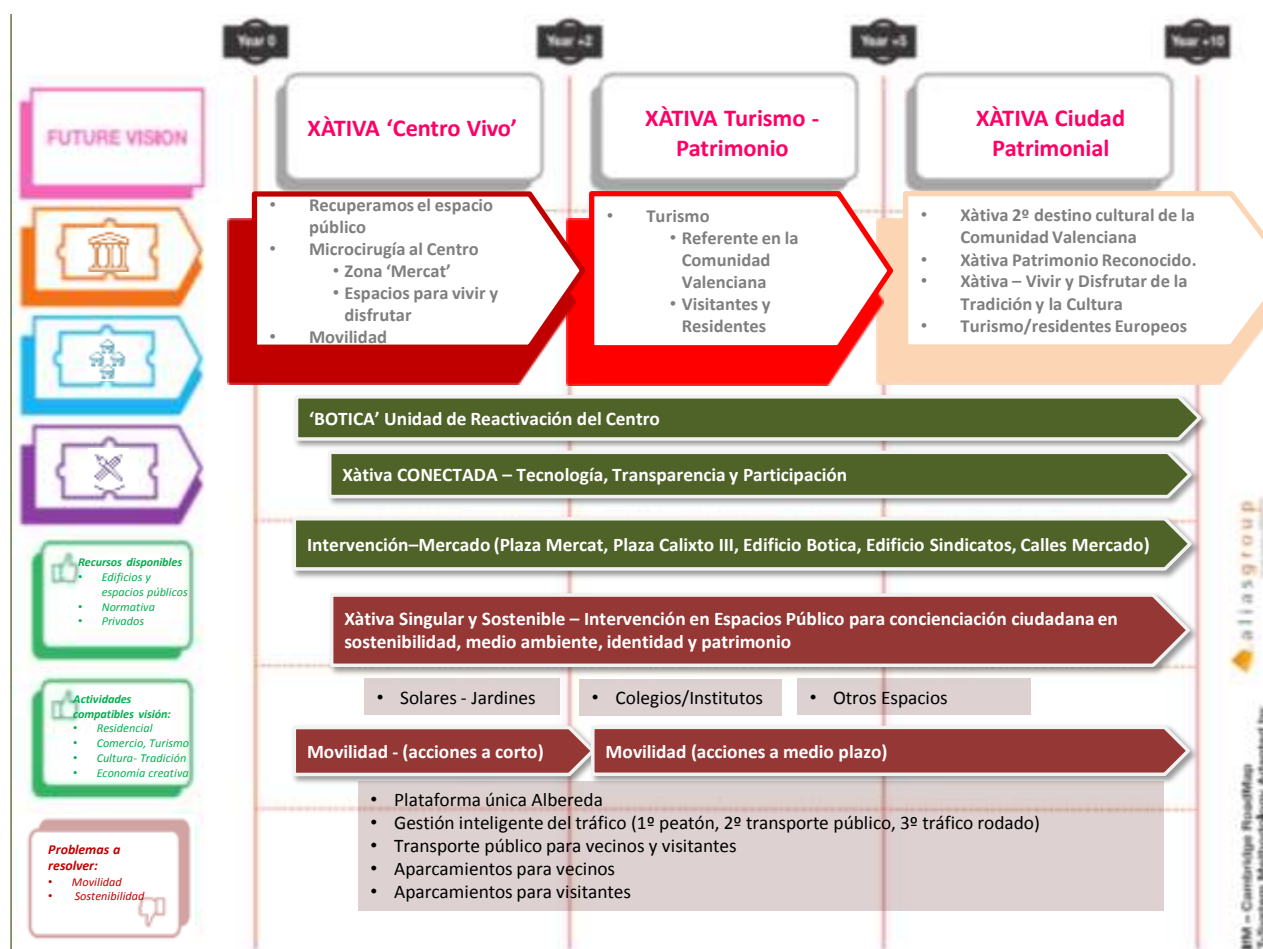 Year 0
Year +2
Year +5
Year +10
FUTURE VISION
XÀTIVA ‘Centro Vivo’
XÀTIVA Turismo -
Patrimonio
XÀTIVA Ciudad
Patrimonial
• Recuperamos el espacio
público
• Microcirugía al Centro
• Zona ‘Mercat’
• Espacios para vivir y
disfrutar
• Movilidad
• Turismo
• Referente en la
Comunidad
Valenciana
• Visitantes y
Residentes
• Xàtiva 2º destino cultural de la
Comunidad Valenciana
• Xàtiva Patrimonio Reconocido.
• Xàtiva – Vivir y Disfrutar de la
Tradición y la Cultura
• Turismo/residentes Europeos
‘BOTICA’ Unidad de Reactivación del Centro
Xàtiva CONECTADA – Tecnología, Transparencia y Participación
Intervención–Mercado (Plaza Mercat, Plaza Calixto III, Edificio Botica, Edificio Sindicatos, Calles Mercado)
Xàtiva Singular y Sostenible – Intervención en Espacios Público para concienciación ciudadana en
sostenibilidad, medio ambiente, identidad y patrimonio
• Solares - Jardines
• Colegios/Institutos
• Otros Espacios
Movilidad - (acciones a corto)
Movilidad (acciones a medio plazo)
• Plataforma única Albereda
• Gestión inteligente del tráfico (1º peatón, 2º transporte público, 3º tráfico rodado)
• Transporte público para vecinos y visitantes
• Aparcamientos para vecinos
• Aparcamientos para visitantes
Recursos disponibles
• Edificios y
espacios públicos
• Normativa
• Privados
Actividades
compatibles visión:
• Residencial
• Comercio, Turismo
• Cultura- Tradición
• Economía creativa
Problemas a
resolver:
• Movilidad
• Sostenibilidad
aliasgroup
IfM – Cambridge RoadMap